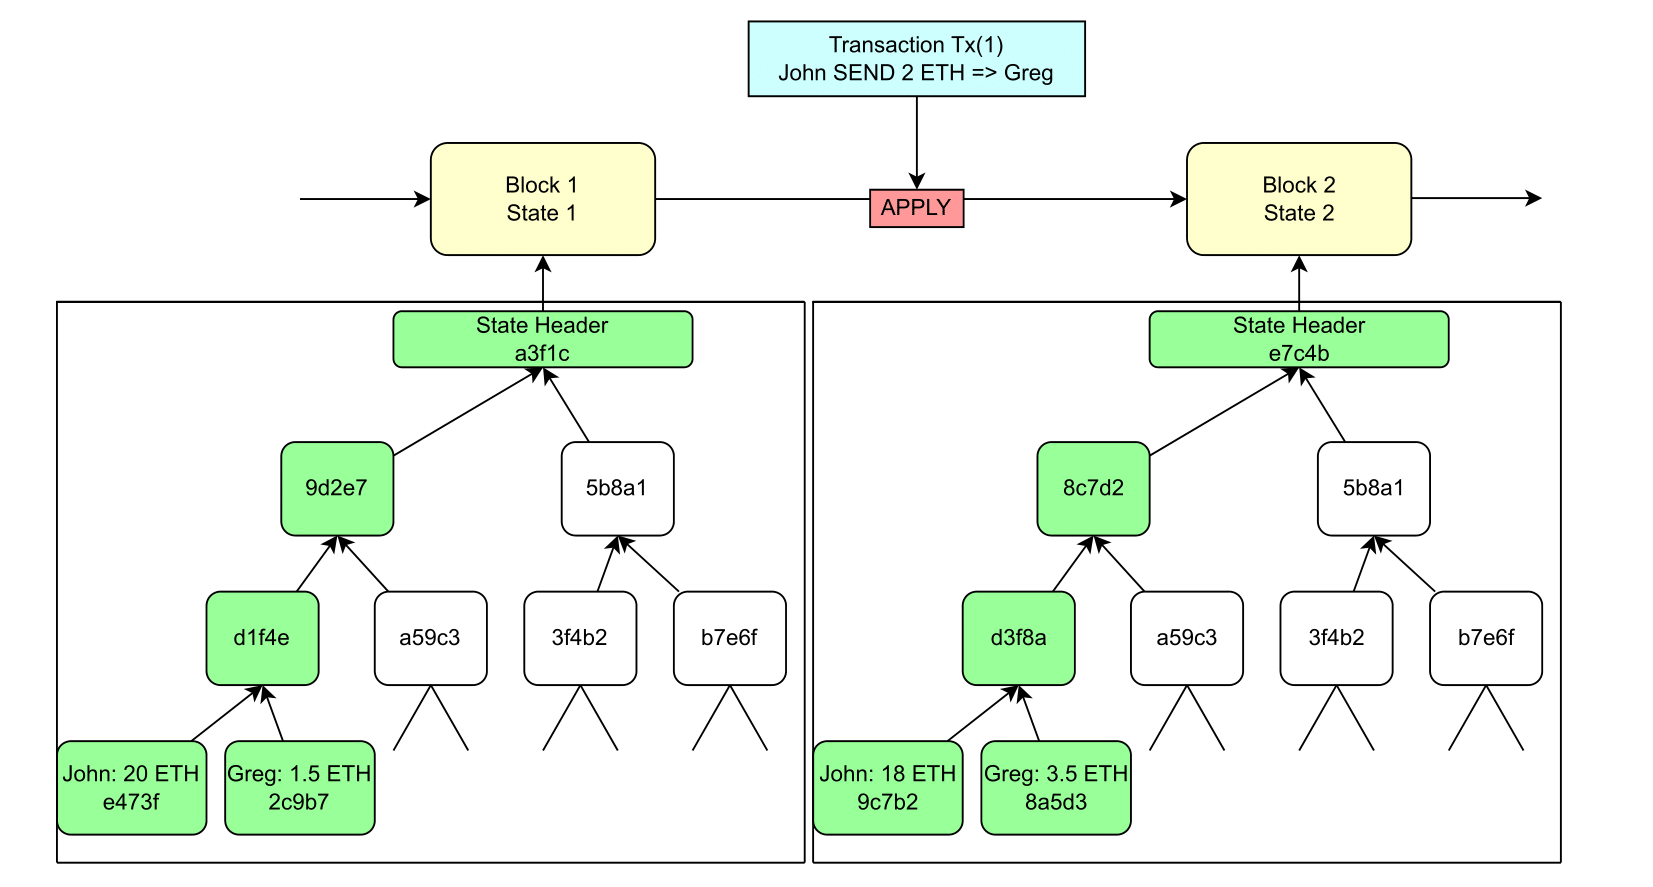 Transaction Tx(1)
John SEND 2 ETH => Greg
Block 1
State 1
APPLY
Block 2
State 2
State Header
a3f1c
9d2e7
5b8a1
d1f4e
a59c3
3f4b2
b7e6f
John: 20 ETH
e473f
Greg: 1.5 ETH
2c9b7
State Header
e7c4b
8c7d2
5b8a1
d3f8a
a59c3
3f4b2
b7e6f
John: 18 ETH
9c7b2
Greg: 3.5 ETH
8a5d3